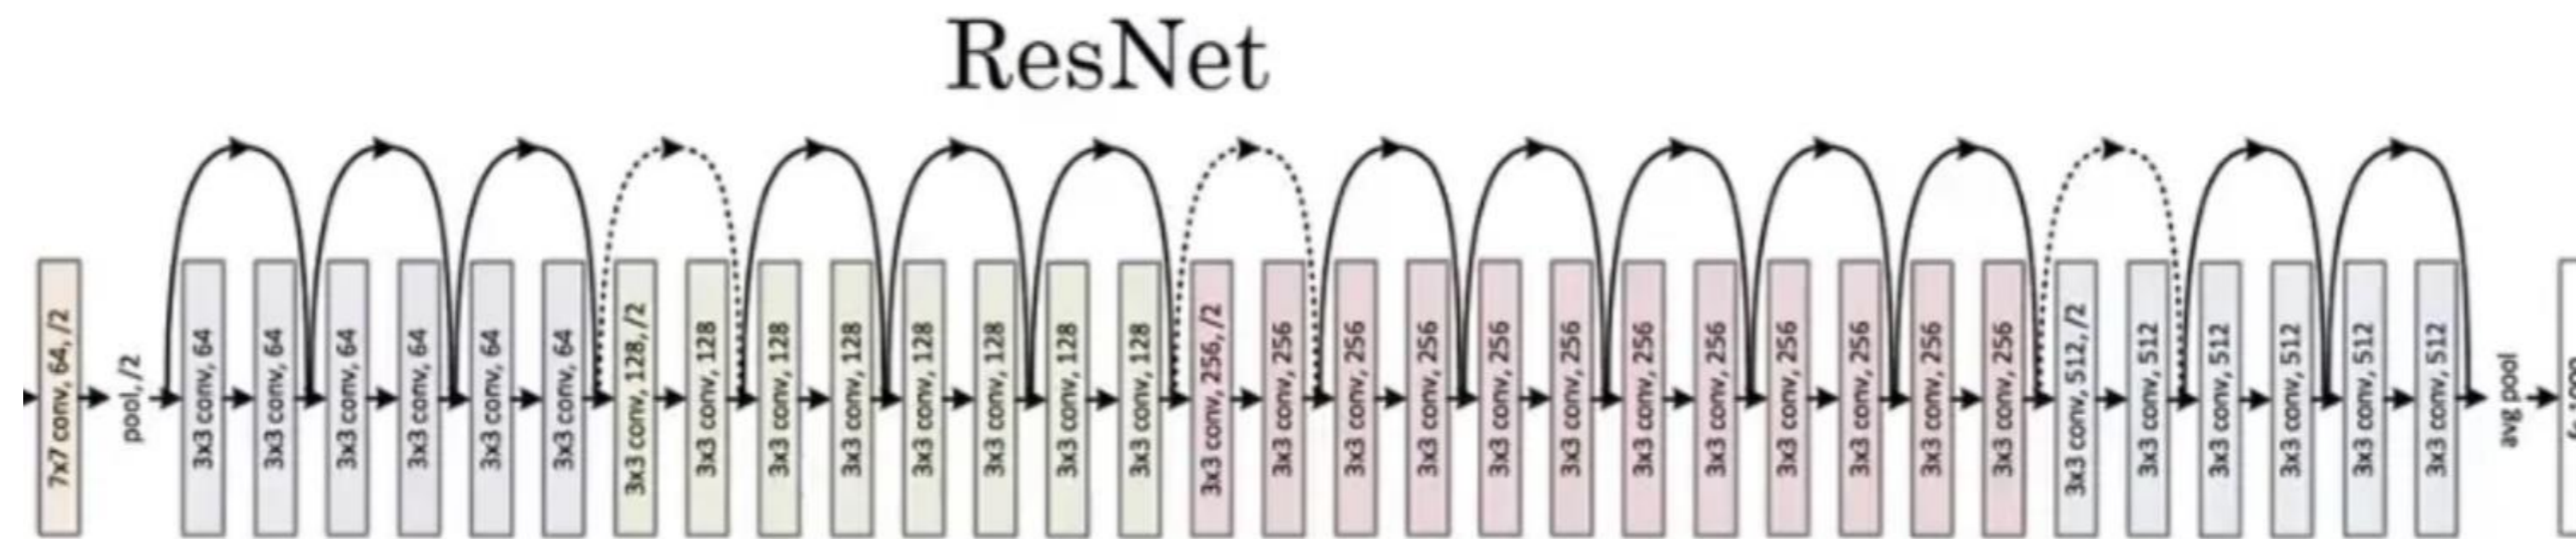 ResNet
7x7 conv, 64, /2
pool, /2
3x3 conv, 64
3x3 conv, 64
3x3 conv, 64
3x3 conv, 64
3x3 conv, 64
3x3 conv, 64
3x3 conv, 128, /2
3x3 conv, 128
3x3 conv, 128
3x3 conv, 128
3x3 conv, 128
3x3 conv, 128
3x3 conv, 128
3x3 conv, 128
3x3 conv, 256, /2
3x3 conv, 256
3x3 conv, 256
3x3 conv, 256
3x3 conv, 256
3x3 conv, 256
3x3 conv, 256
3x3 conv, 256
3x3 conv, 256
3x3 conv, 256
3x3 conv, 256
3x3 conv, 256
3x3 conv, 512, /2
3x3 conv, 512
3x3 conv, 512
3x3 conv, 512
3x3 conv, 512
3x3 conv, 512
avg pool